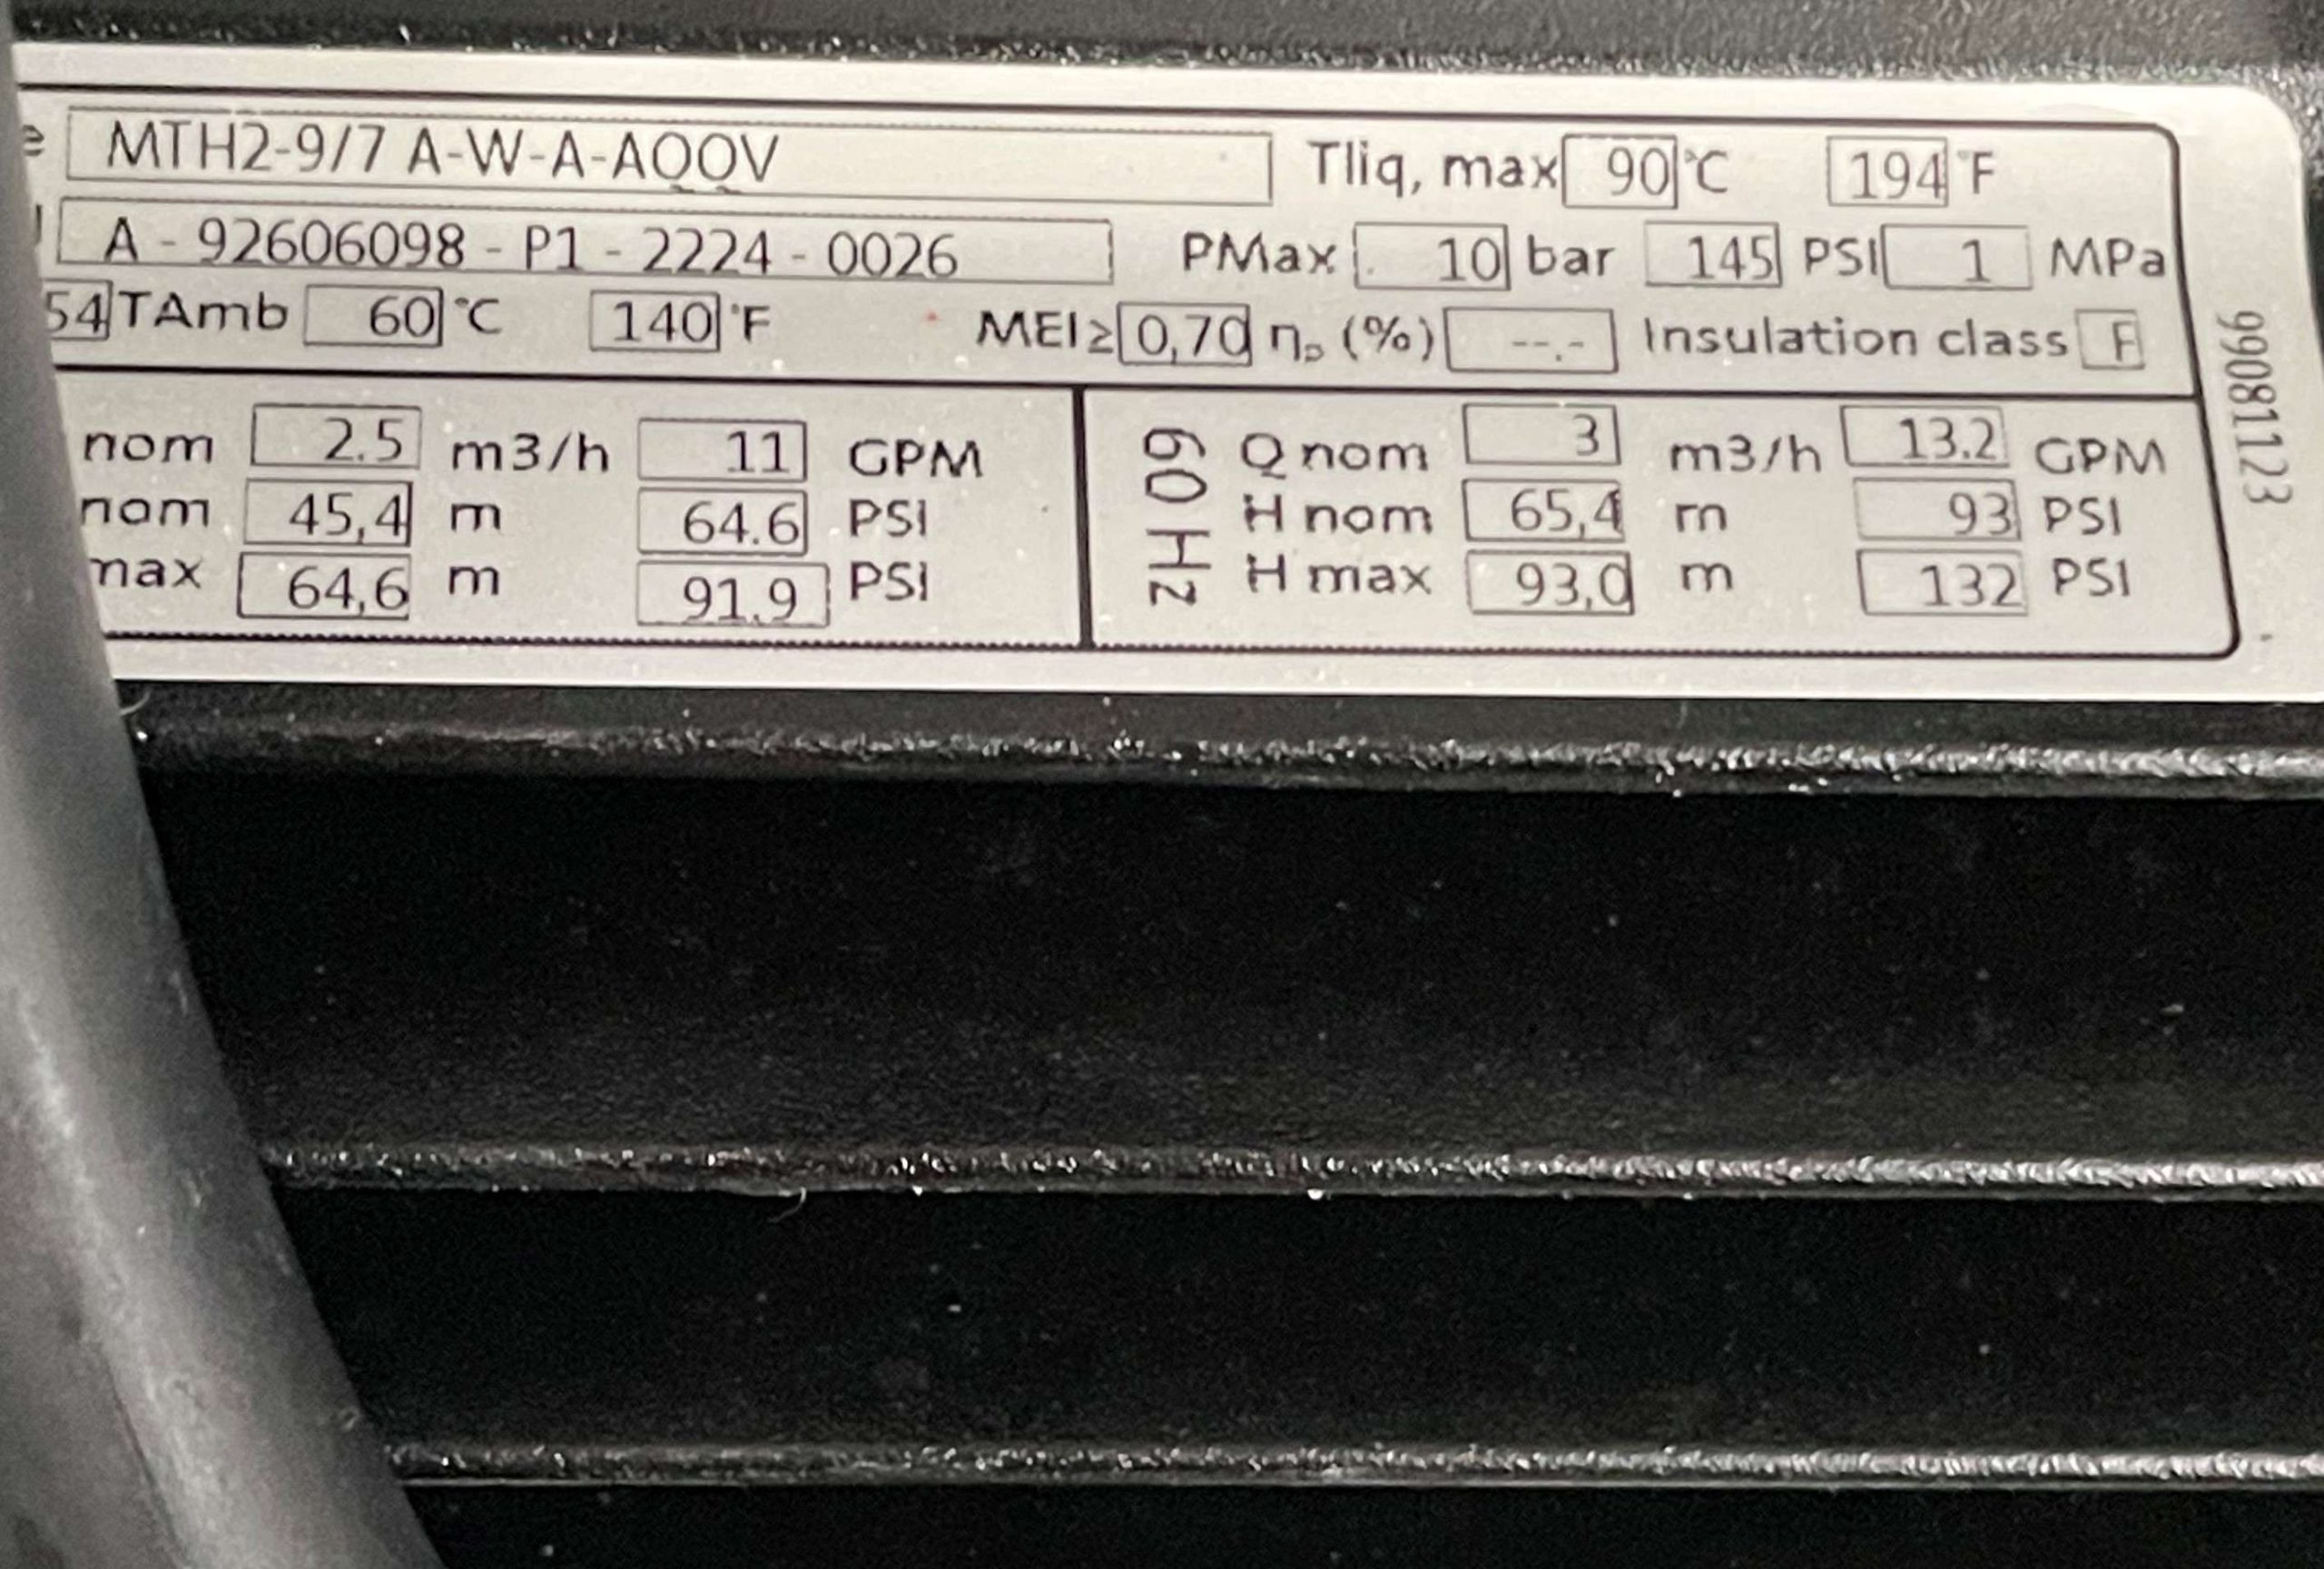 MTH2-9/7 A-W-A-AQQV Tliq, max 90 °C 194 °F
A - 92606098 - P1 - 2224 - 0026 PMax 10 bar 145 PSI 1 MPa
54 TAmb 60 °C 140 °F MEI≥ 0,70 ηp (%) --.- Insulation class F
nom 2.5 m3/h 11 GPM
nom 45,4 m 64.6 PSI
max 64,6 m 91.9 PSI
60 Hz
Q nom 3 m3/h 13.2 GPM
H nom 65,4 m 93 PSI
H max 93,0 m 132 PSI
99081123